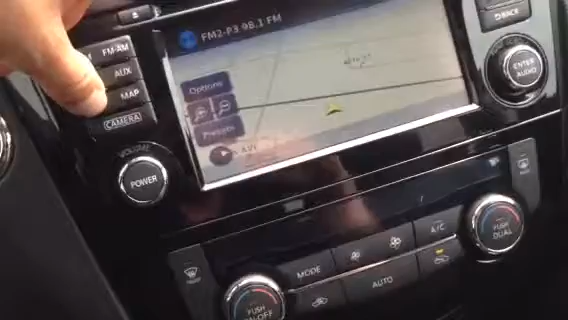 FM2-P3 98.1 FM
BACK
FM-AM
AUX
MAP
CAMERA
Options
Presets
ENTER
AUDIO
VOLUME
POWER
A/C
MODE
AUTO
PUSH
DUAL
PUSH
ON-OFF